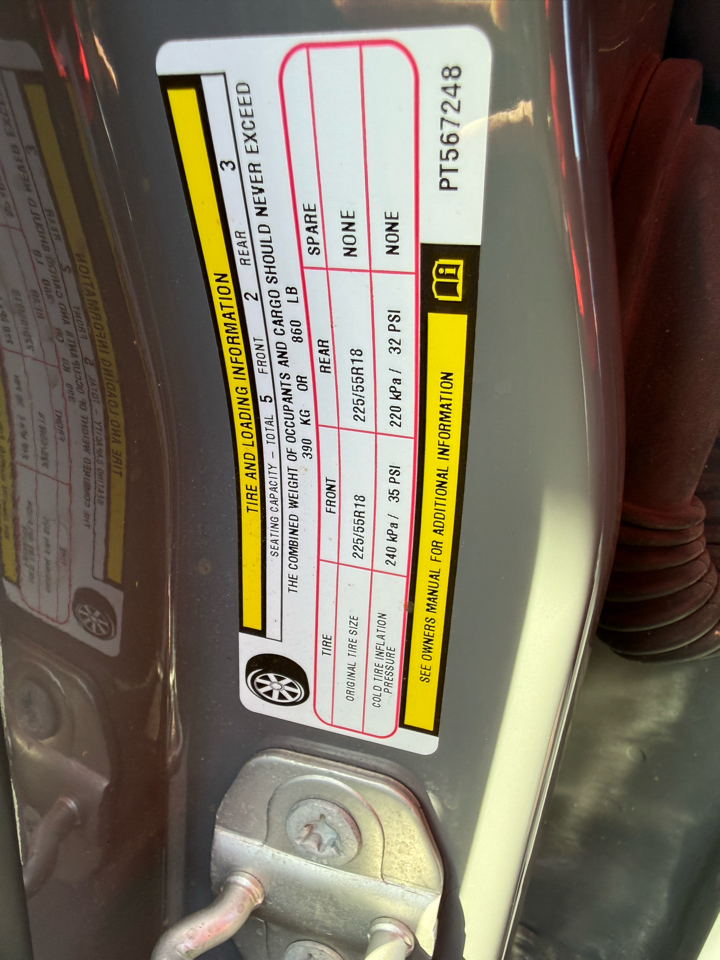 TIRE AND LOADING INFORMATION
SEATING CAPACITY – TOTAL 5 FRONT 2 REAR 3
THE COMBINED WEIGHT OF OCCUPANTS AND CARGO SHOULD NEVER EXCEED
390 KG OR 860 LB
TIRE FRONT REAR SPARE
ORIGINAL TIRE SIZE 225/55R18 225/55R18 NONE
COLD TIRE INFLATION PRESSURE 240 kPa / 35 PSI 220 kPa / 32 PSI NONE
SEE OWNERS MANUAL FOR ADDITIONAL INFORMATION
PT567248